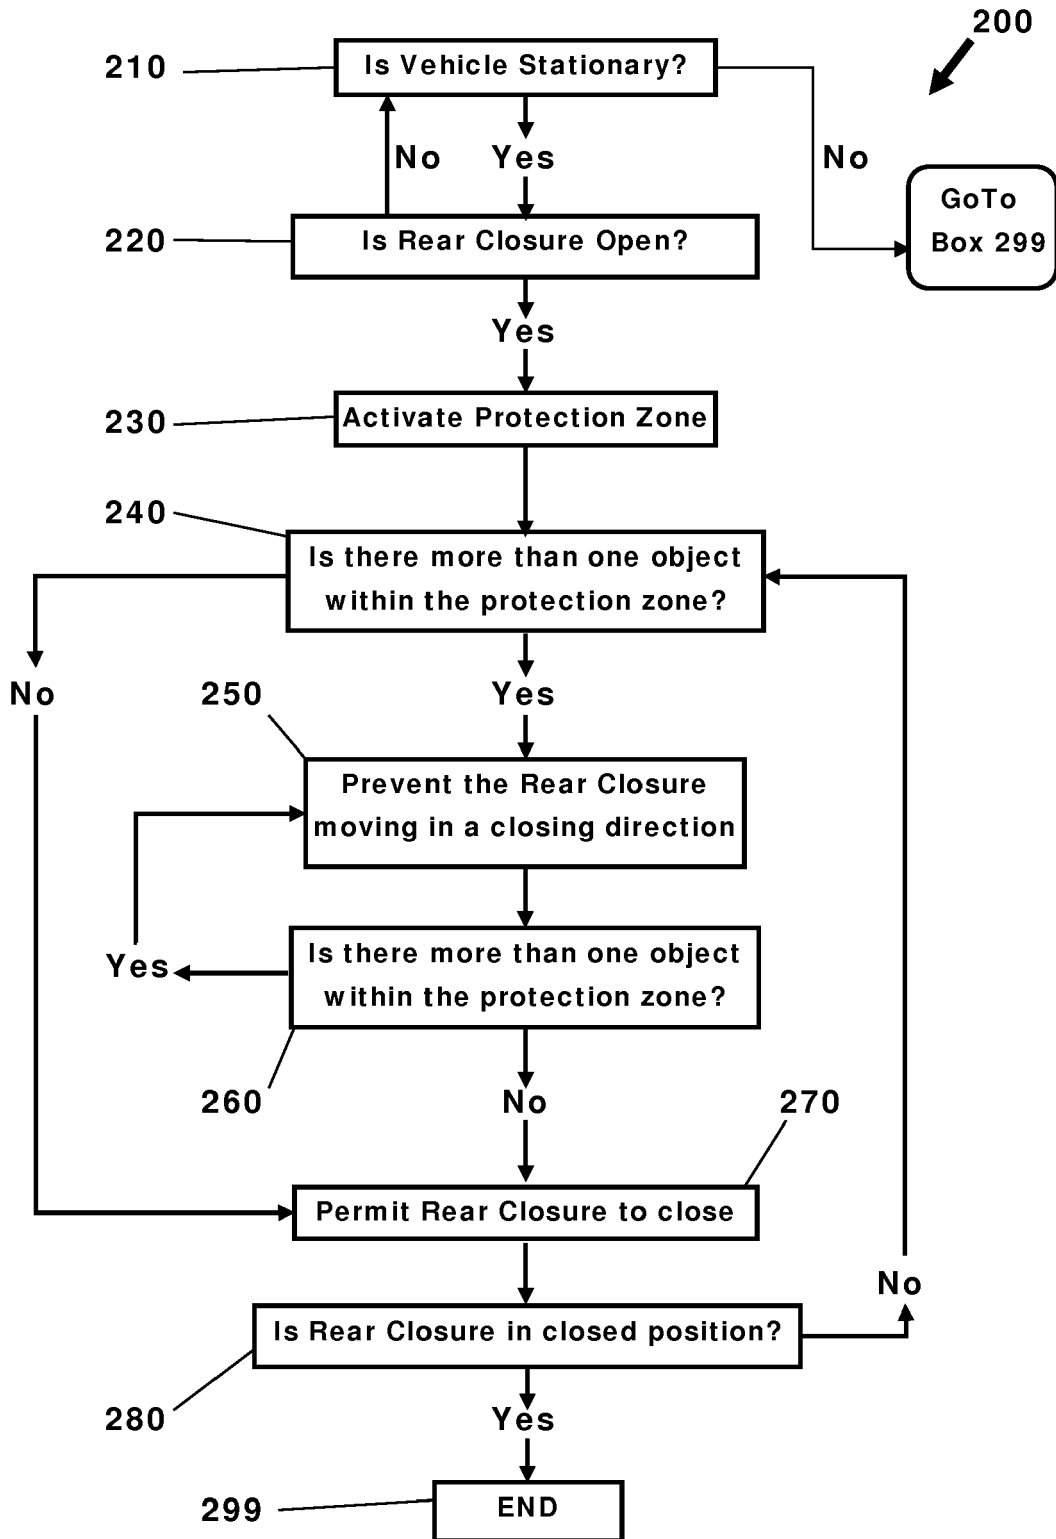 200
210
Is Vehicle Stationary?
No
Yes
No
GoTo
Box 299
220
Is Rear Closure Open?
Yes
230
Activate Protection Zone
240
Is there more than one object
within the protection zone?
No
250
Yes
Prevent the Rear Closure
moving in a closing direction
Yes
Is there more than one object
within the protection zone?
260
No
270
Permit Rear Closure to close
No
Is Rear Closure in closed position?
280
Yes
299
END